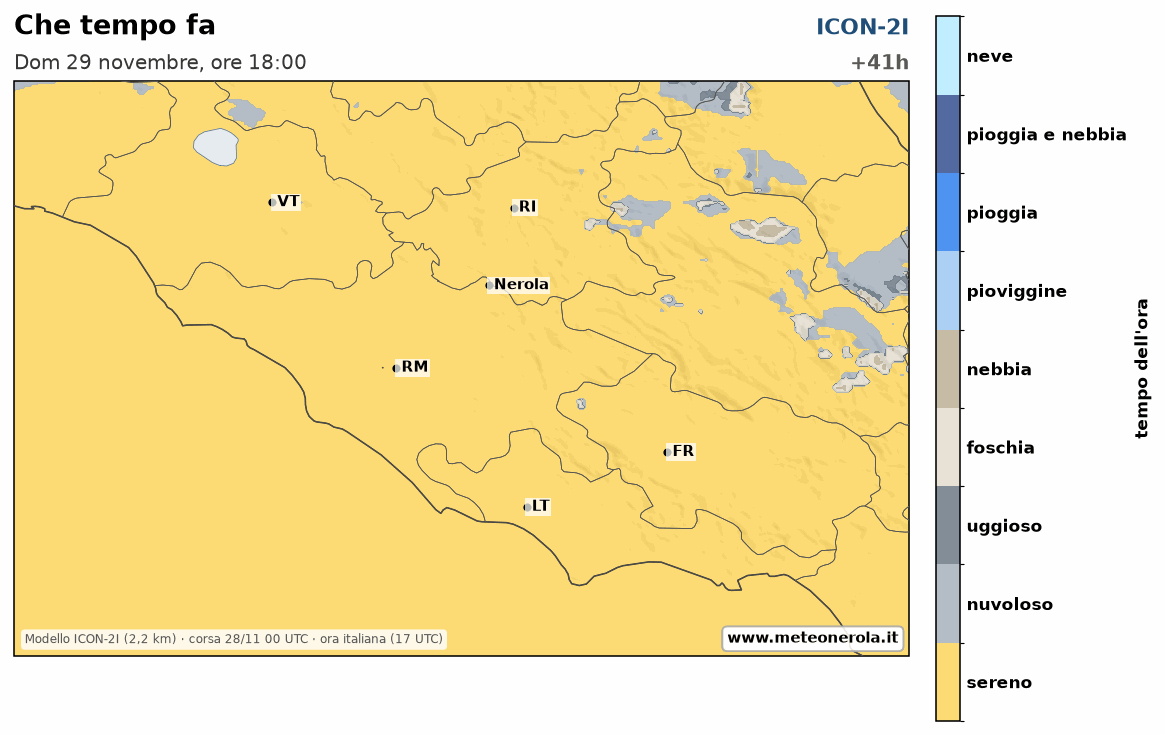 Che tempo fa
ICON-2I
Dom 29 novembre, ore 18:00
+41h
VT
RI
Nerola
RM
FR
LT
Modello ICON-2I (2,2 km) · corsa 28/11 00 UTC · ora italiana (17 UTC)
www.meteonerola.it
neve
pioggia e nebbia
pioggia
pioviggine
nebbia
foschia
uggioso
nuvoloso
sereno
tempo dell'ora